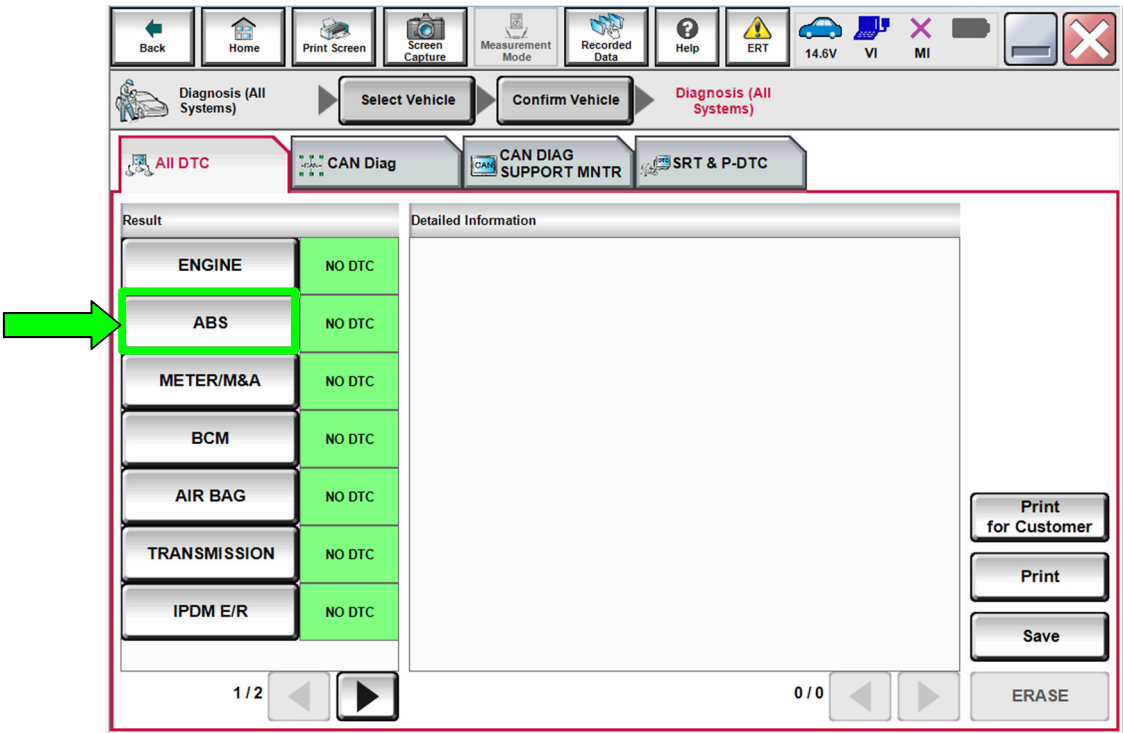 Back
Home
Print Screen
Screen
Capture
Measurement
Mode
Recorded
Data
Help
ERT
14.6V
VI
MI
Diagnosis (All
Systems)
Select Vehicle
Confirm Vehicle
Diagnosis (All
Systems)
All DTC
CAN Diag
CAN
CAN DIAG
SUPPORT MNTR
SRT & P-DTC
Result
Detailed Information
ENGINE NO DTC
ABS NO DTC
METER/M&A NO DTC
BCM NO DTC
AIR BAG NO DTC
TRANSMISSION NO DTC
IPDM E/R NO DTC
Print
for Customer
Print
Save
1 / 2
0 / 0
ERASE